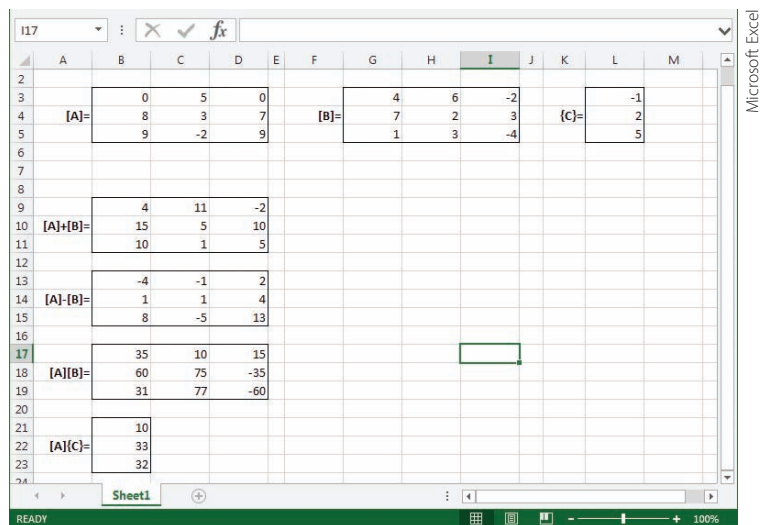 I17 fx
A B C D E F G H I J K L M
2
3 0 5 0 4 6 -2 -1
4 [A]= 8 3 7 [B]= 7 2 3 {C}= 2
5 9 -2 9 1 3 -4 5
6
7
8
9 4 11 -2
10 [A]+[B]= 15 5 10
11 10 1 5
12
13 -4 -1 2
14 [A]-[B]= 1 1 4
15 8 -5 13
16
17 35 10 15
18 [A][B]= 60 75 -35
19 31 77 -60
20
21 10
22 [A]{C}= 33
23 32
24
Sheet1
READY 100%
Microsoft Excel